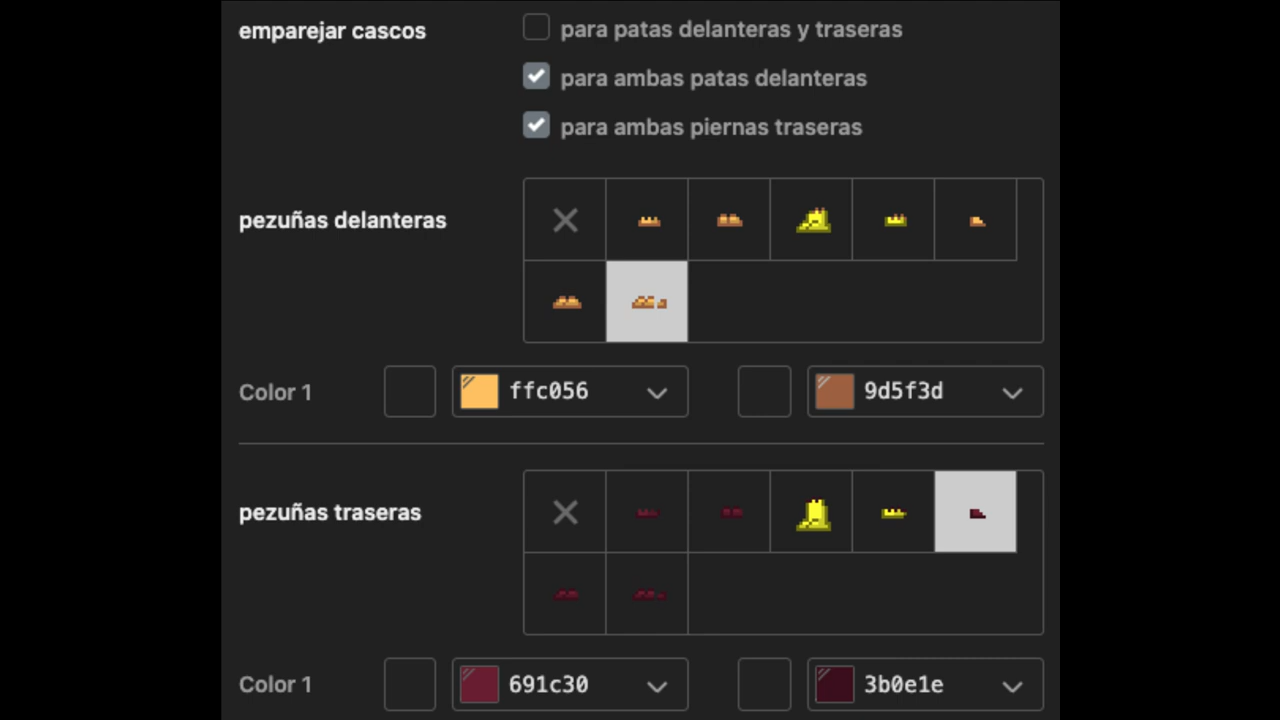 emparejar cascos
para patas delanteras y traseras
para ambas patas delanteras
para ambas piernas traseras
pezuñas delanteras
Color 1 ffc056 9d5f3d
pezuñas traseras
Color 1 691c30 3b0e1e